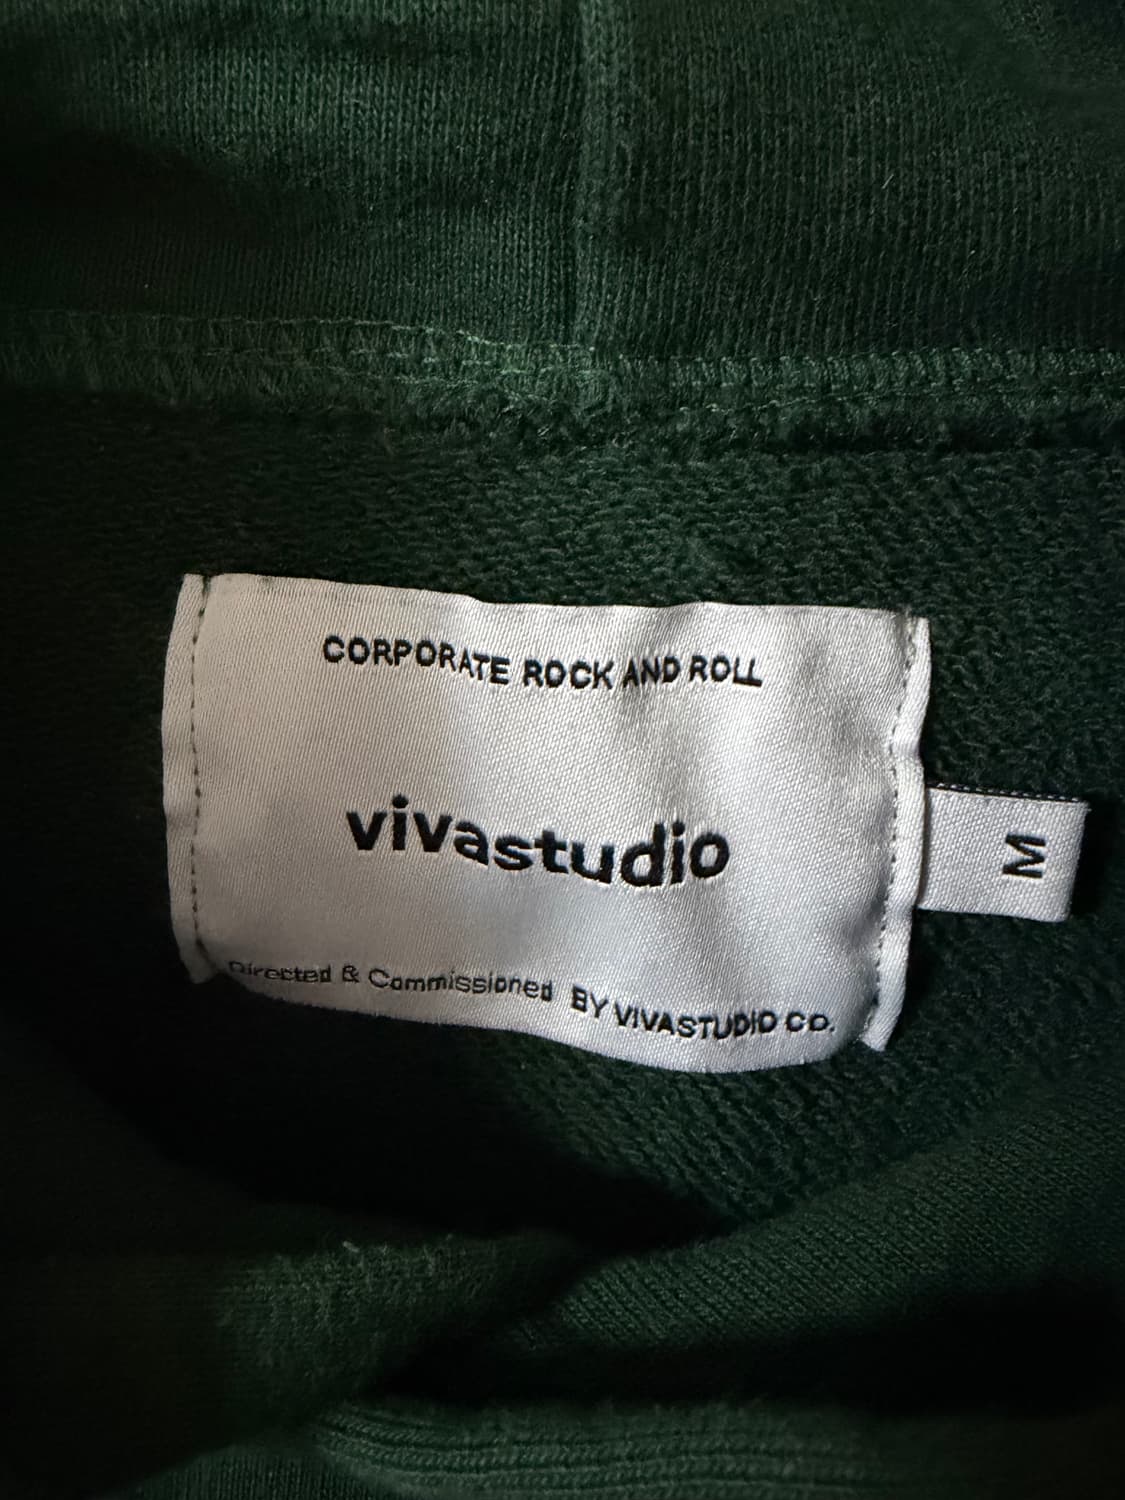 CORPORATE ROCK AND ROLL
vivastudio
M
Directed & Commissioned BY VIVASTUDIO CO.